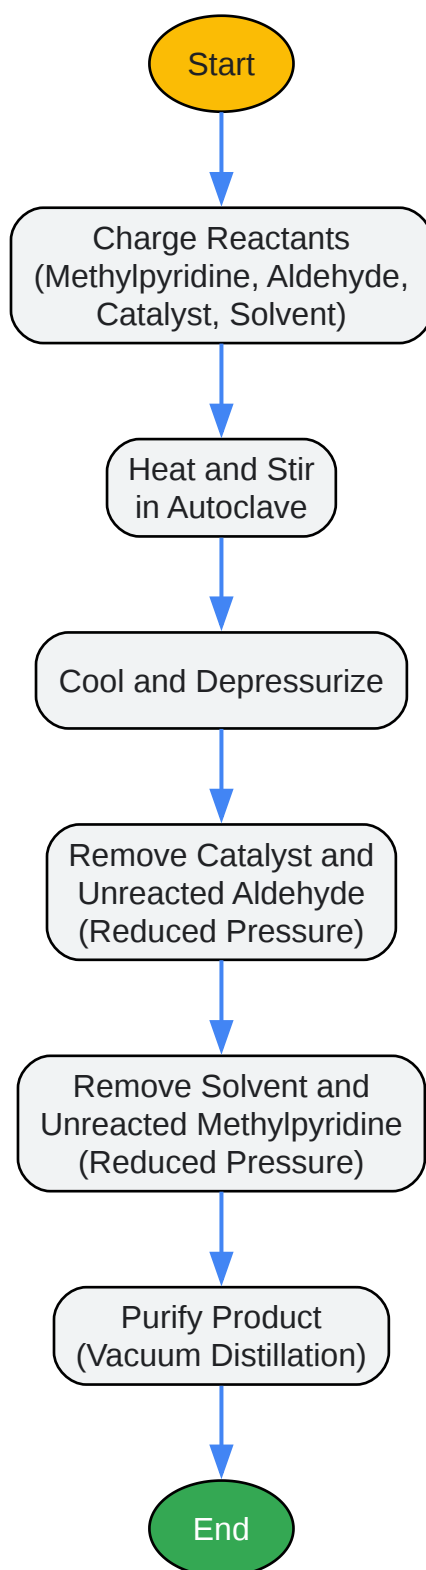 Start
Charge Reactants
(Methylpyridine, Aldehyde,
Catalyst, Solvent)
Heat and Stir
in Autoclave
Cool and Depressurize
Remove Catalyst and
Unreacted Aldehyde
(Reduced Pressure)
Remove Solvent and
Unreacted Methylpyridine
(Reduced Pressure)
Purify Product
(Vacuum Distillation)
End